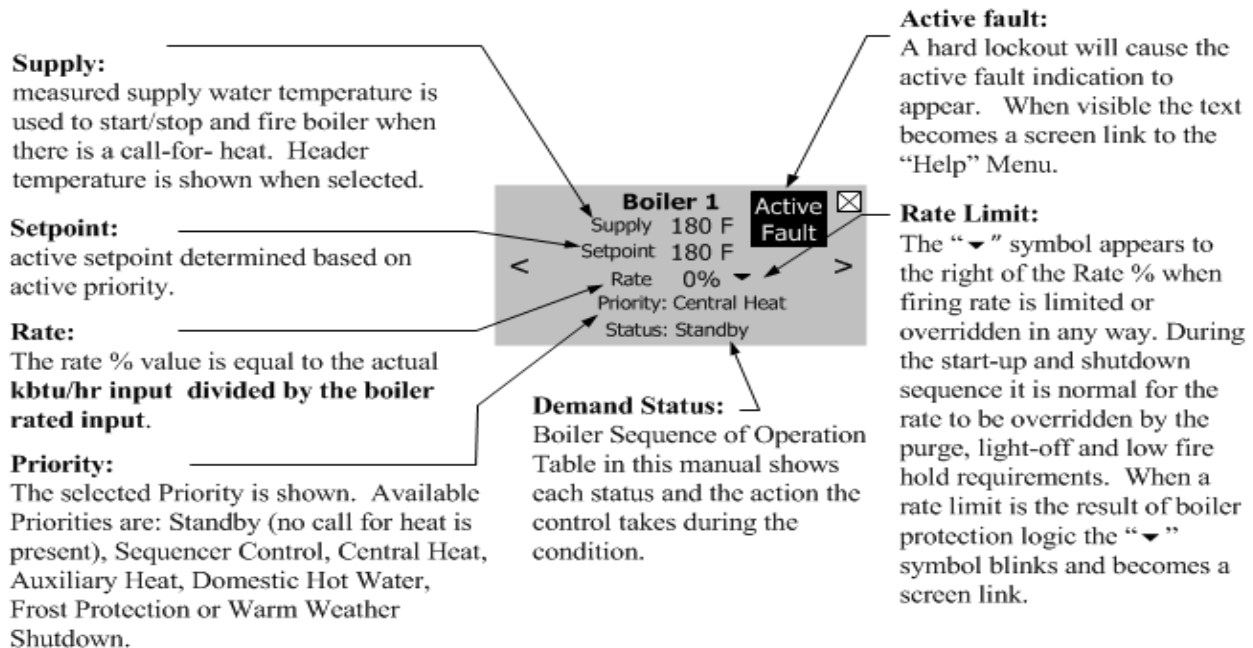 Supply:
measured supply water temperature is
used to start/stop and fire boiler when
there is a call-for- heat. Header
temperature is shown when selected.
Setpoint:
active setpoint determined based on
active priority.
Rate:
The rate % value is equal to the actual
kbtu/hr input divided by the boiler
rated input.
Priority:
The selected Priority is shown. Available
Priorities are: Standby (no call for heat is
present), Sequencer Control, Central Heat,
Auxiliary Heat, Domestic Hot Water,
Frost Protection or Warm Weather
Shutdown.
Boiler 1
Active
Fault
Supply 180 F
Setpoint 180 F
<
>
Rate 0% ▾
Priority: Central Heat
Status: Standby
Demand Status:
Boiler Sequence of Operation
Table in this manual shows
each status and the action the
control takes during the
condition.
Active fault:
A hard lockout will cause the
active fault indication to
appear. When visible the text
becomes a screen link to the
“Help” Menu.
Rate Limit:
The “▾” symbol appears to
the right of the Rate % when
firing rate is limited or
overridden in any way. During
the start-up and shutdown
sequence it is normal for the
rate to be overridden by the
purge, light-off and low fire
hold requirements. When a
rate limit is the result of boiler
protection logic the “▾”
symbol blinks and becomes a
screen link.